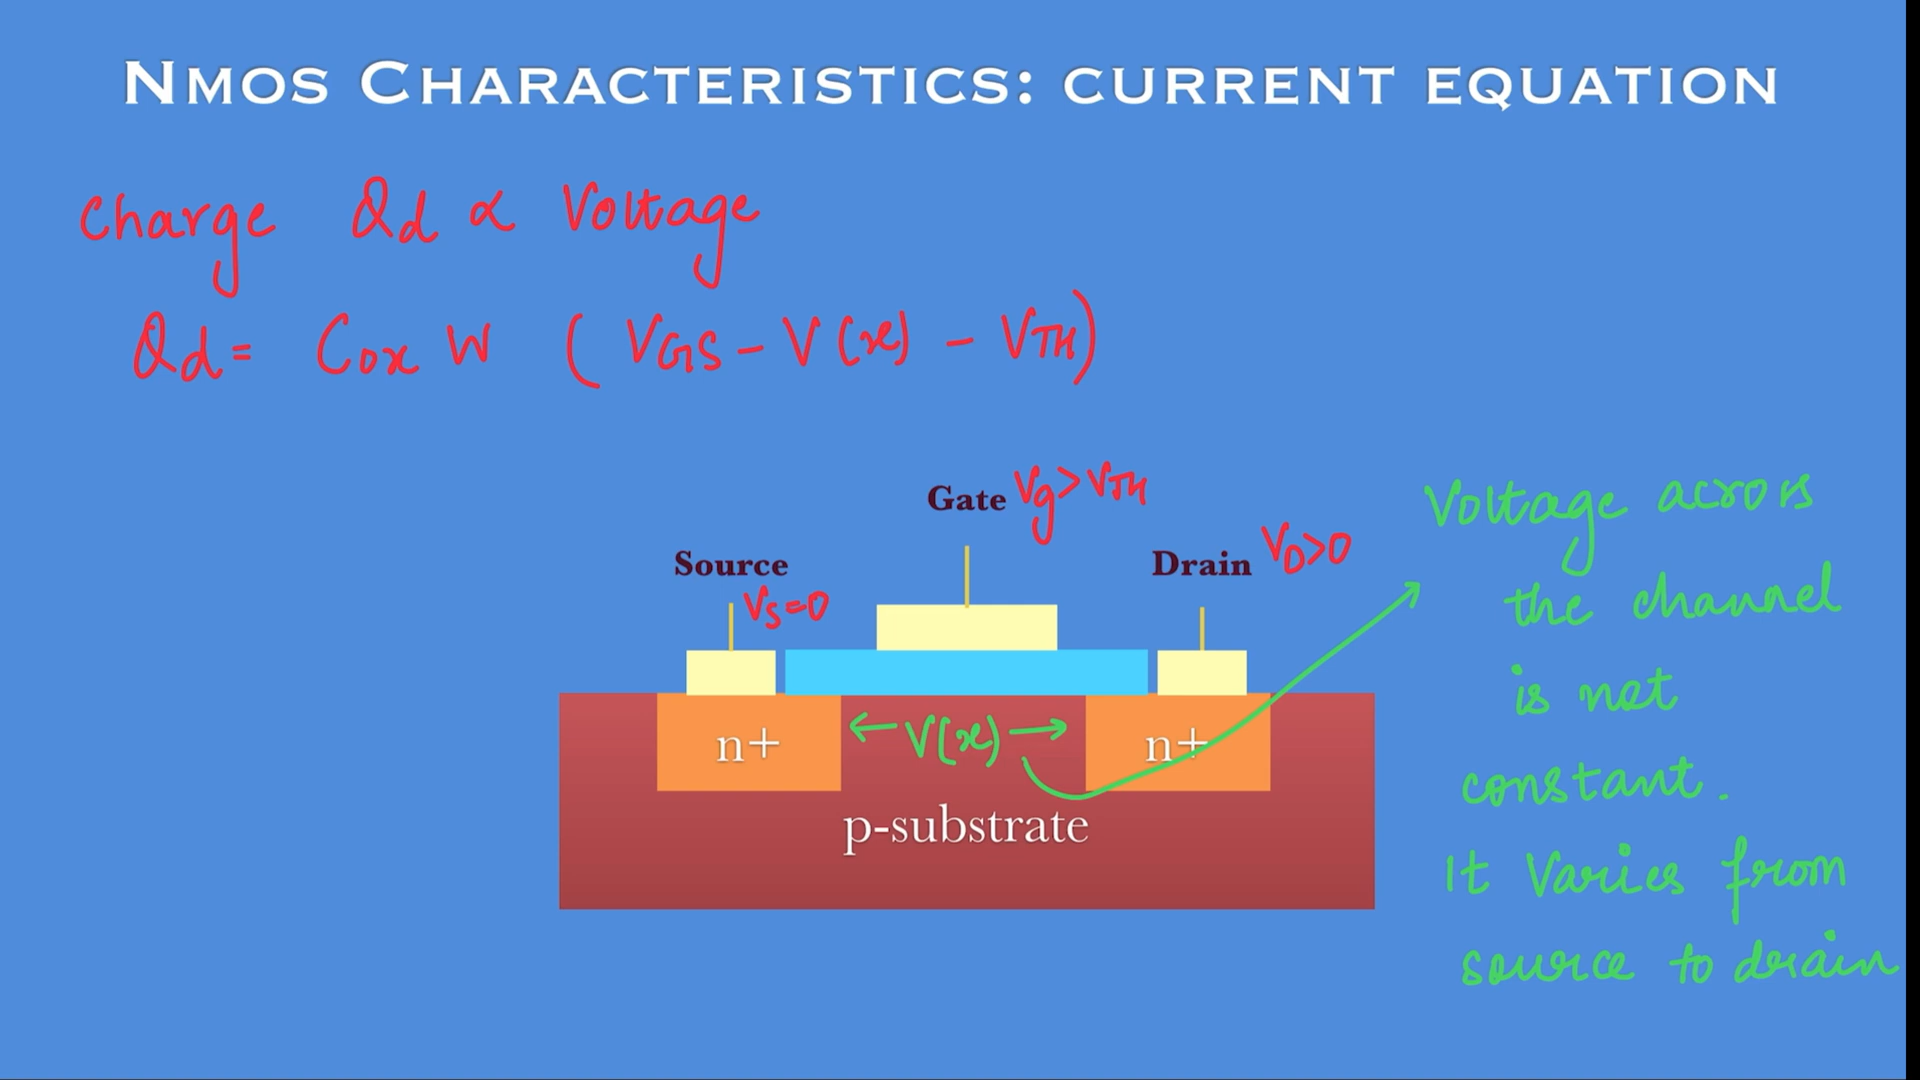 NMOS CHARACTERISTICS: CURRENT EQUATION
Charge Qd ∝ Voltage
Qd = Cox W ( VGS - V(x) - VTH)
Gate Vg > VTH
Source
Vs=0
Drain VD>0
n+
← V(x) →
n+
p-substrate
Voltage across
the channel
is not
constant.
It varies from
source to drain